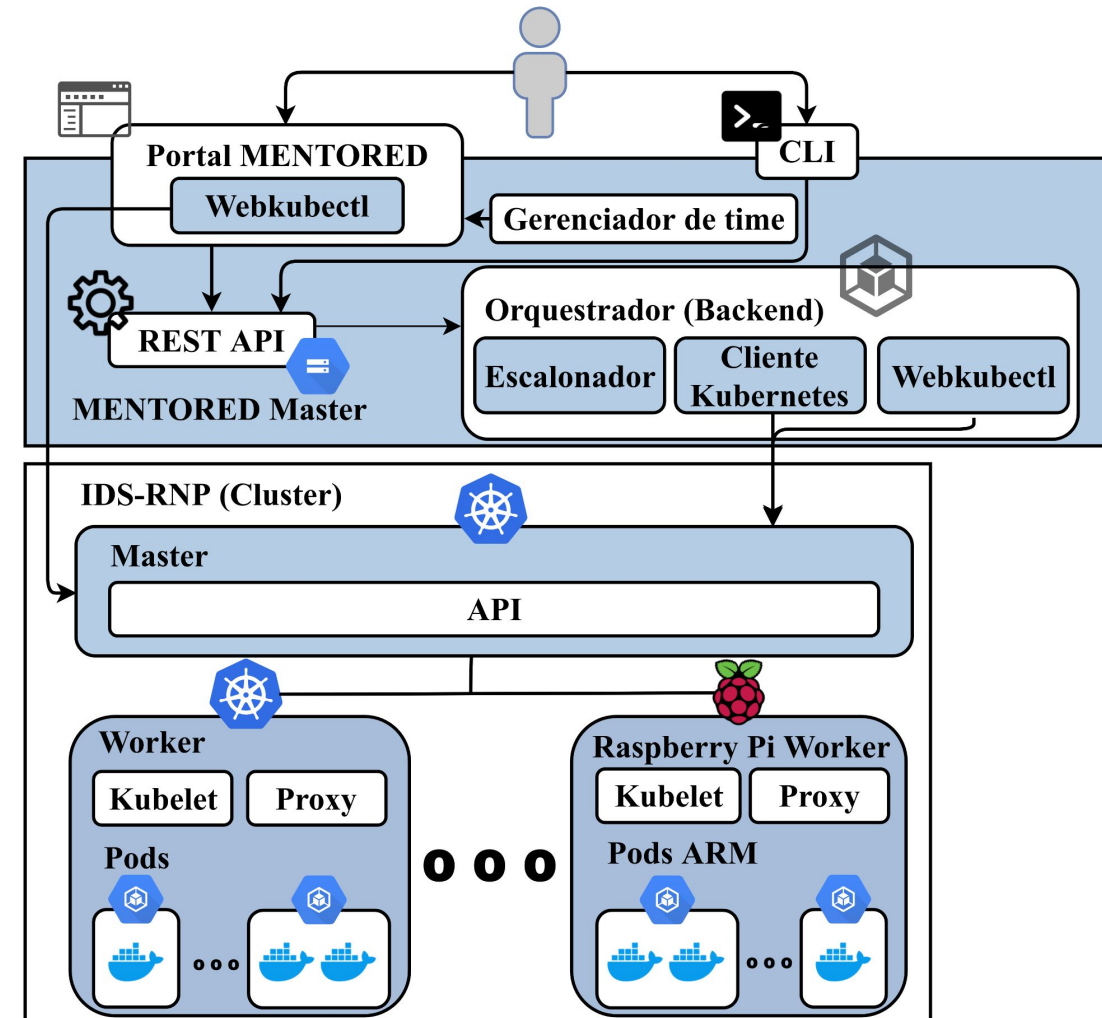 Portal MENTORED
Webkubectl
CLI
Gerenciador de time
REST API
MENTORED Master
Orquestrador (Backend)
Escalonador
Cliente
Kubernetes
Webkubectl
IDS-RNP (Cluster)
Master
API
Worker
Kubelet
Proxy
Pods
Raspberry Pi Worker
Kubelet
Proxy
Pods ARM